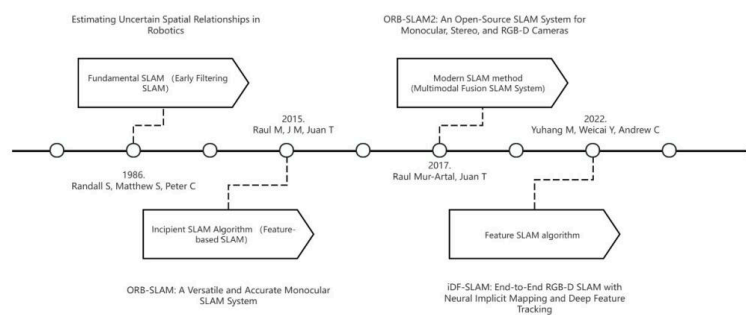 Estimating Uncertain Spatial Relationships in
Robotics
ORB-SLAM2: An Open-Source SLAM System for
Monocular, Stereo, and RGB-D Cameras
Fundamental SLAM （Early Filtering
SLAM）
Modern SLAM method
(Multimodal Fusion SLAM System)
2015.
Raul M, J M, Juan T
2022.
Yuhang M, Weicai Y, Andrew C
1986.
Randall S, Matthew S, Peter C
2017.
Raul Mur-Artal, Juan T
Incipient SLAM Algorithm （Feature-
based SLAM）
Feature SLAM algorithm
ORB-SLAM: A Versatile and Accurate Monocular
SLAM System
iDF-SLAM: End-to-End RGB-D SLAM with
Neural Implicit Mapping and Deep Feature
Tracking